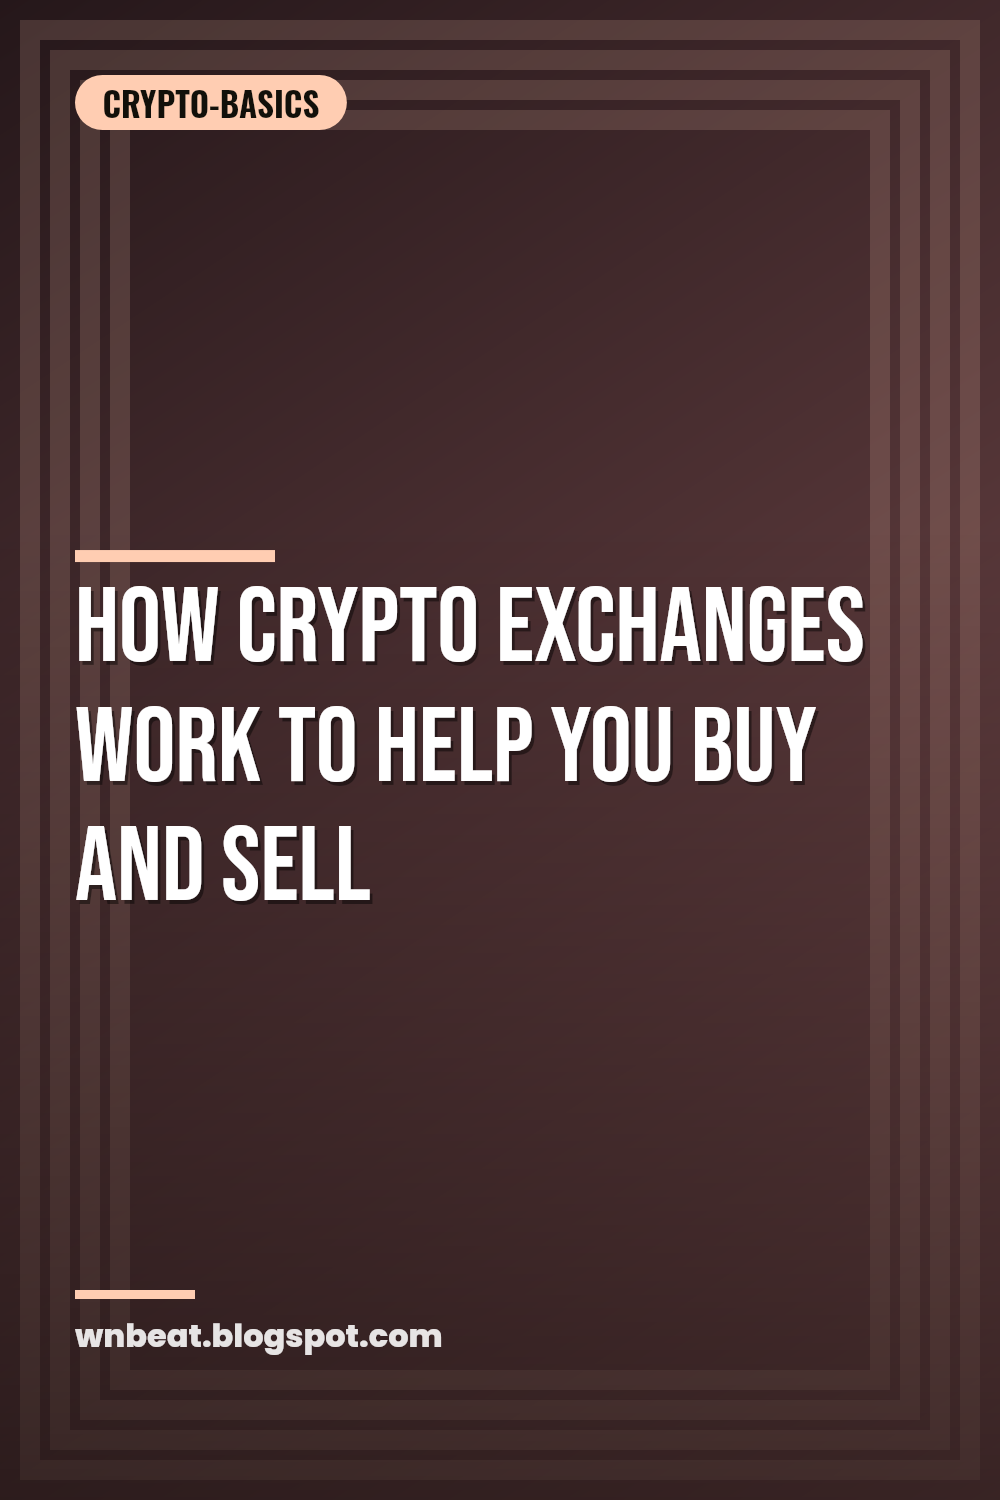 CRYPTO-BASICS
HOW CRYPTO EXCHANGES
WORK TO HELP YOU BUY
AND SELL
wnbeat.blogspot.com